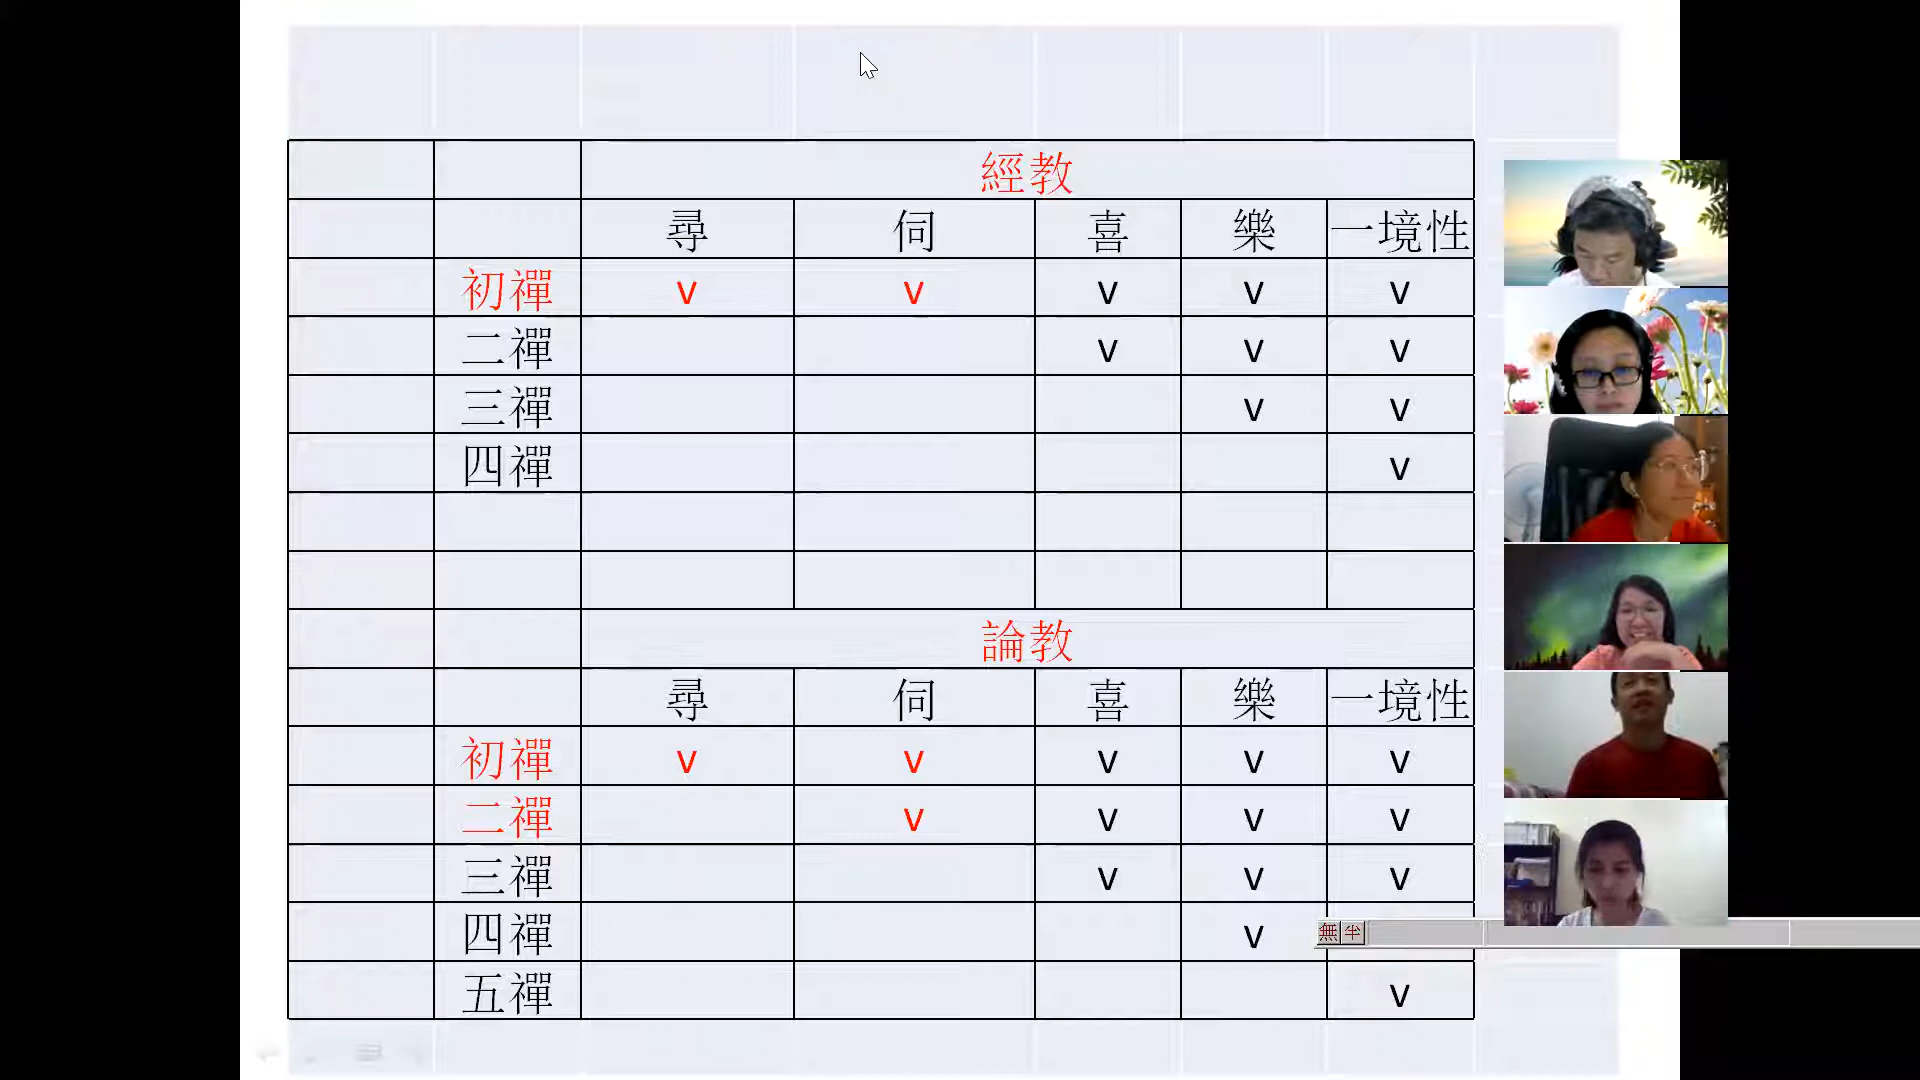 經教
尋 伺 喜 樂 一境性
初禪 v v v v v
二禪 v v v
三禪 v v
四禪 v
論教
尋 伺 喜 樂 一境性
初禪 v v v v v
二禪 v v v v
三禪 v v v
四禪 v
無 半
五禪 v